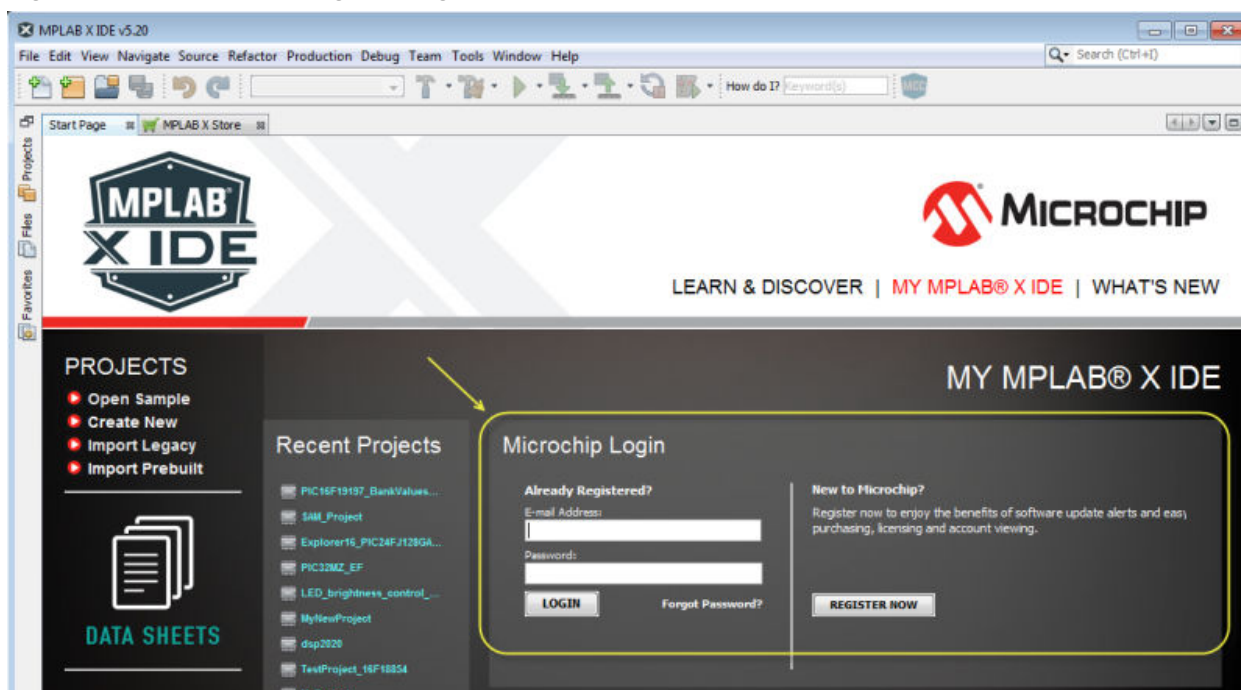 MPLAB X IDE v5.20
File Edit View Navigate Source Refactor Production Debug Team Tools Window Help
Search (Ctrl+I)
How do I? Keyword(s)
MCC
Start Page MPLAB X Store
Projects
Files
Favorites
MPLAB®
X IDE
MICROCHIP
LEARN & DISCOVER | MY MPLAB® X IDE | WHAT'S NEW
PROJECTS
Open Sample
Create New
Import Legacy
Import Prebuilt
DATA SHEETS
MY MPLAB® X IDE
Recent Projects
PIC16F19197_BankValues...
SAM_Project
Explorer16_PIC24FJ128GA...
PIC32MZ_EF
LED_brightness_control_...
MyNewProject
dsp2020
TestProject_16F18854
Microchip Login
Already Registered?
E-mail Address:
Password:
LOGIN
Forgot Password?
New to Microchip?
Register now to enjoy the benefits of software update alerts and easy
purchasing, licensing and account viewing.
REGISTER NOW